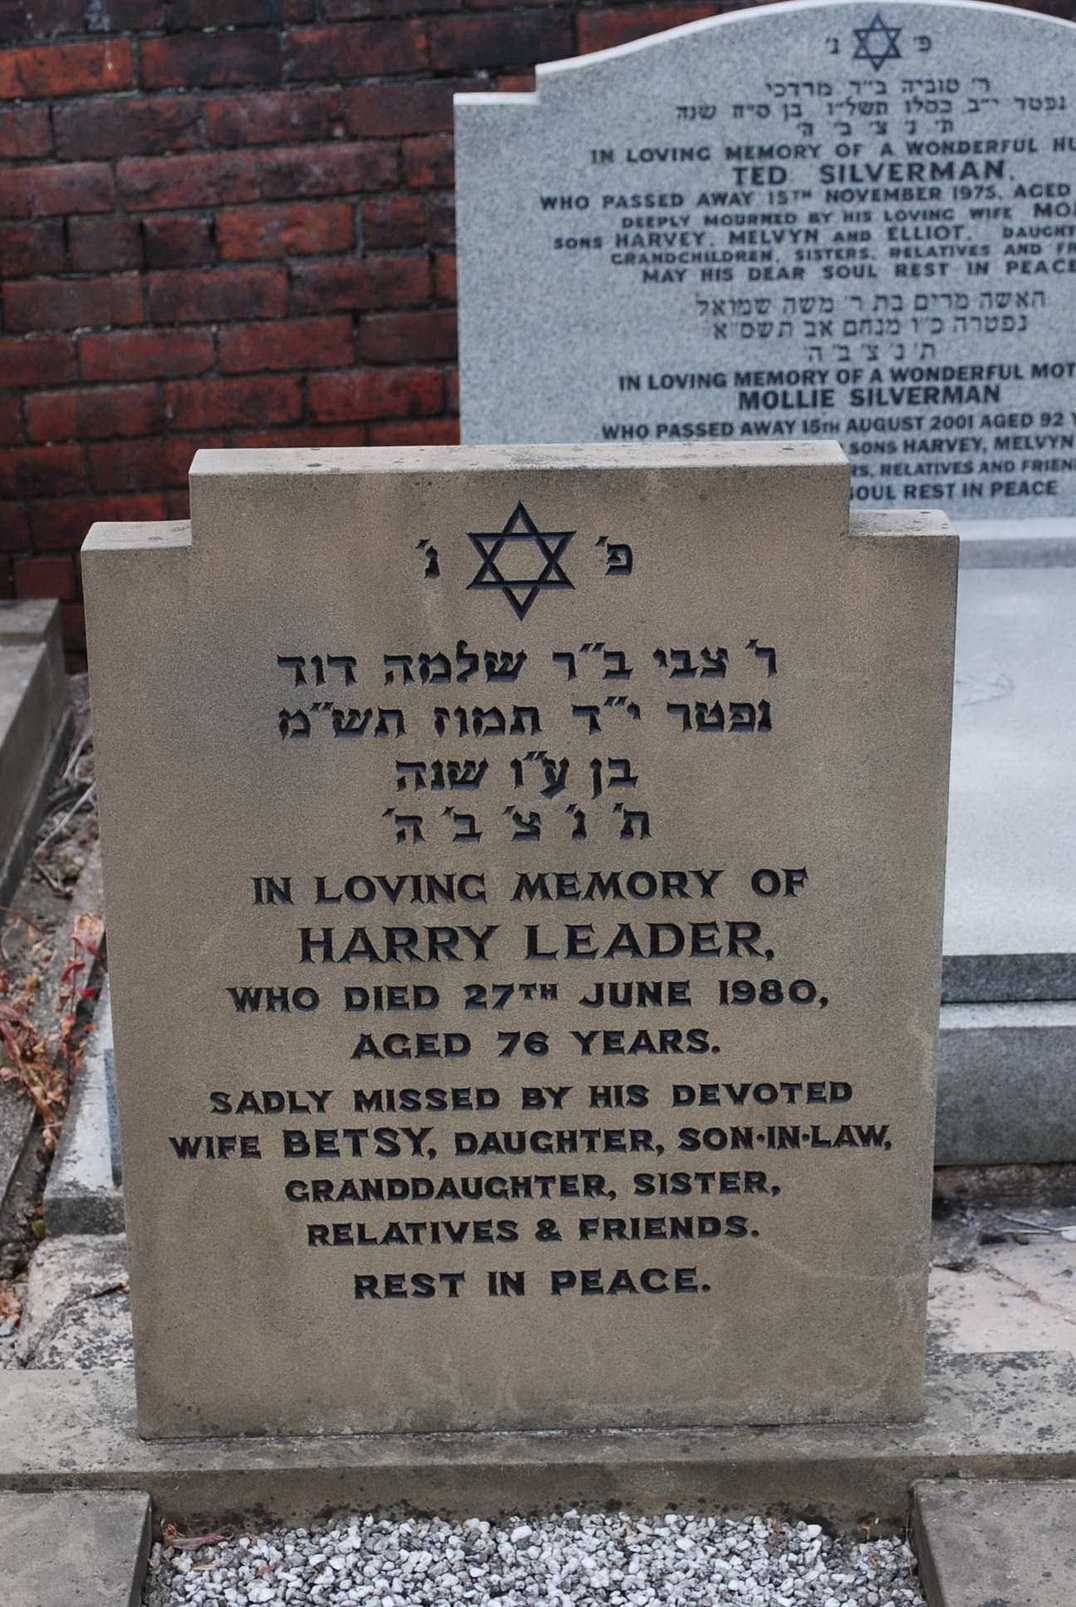 פ׳ נ׳
ר׳ טוביה ב״ר מרדכי
נפטר י״ב כסלו תשל״ו בן ס״ח שנה
ת׳ נ׳ צ׳ ב׳ ה׳
IN LOVING MEMORY OF A WONDERFUL
TED SILVERMAN.
WHO PASSED AWAY 15TH NOVEMBER 1975, AGED
DEEPLY MOURNED BY HIS LOVING WIFE
SONS HARVEY, MELVYN AND ELLIOT,
GRANDCHILDREN, SISTERS, RELATIVES AND
MAY HIS DEAR SOUL REST IN PEACE
האשה מרים בת ר׳ משה שמואל
נפטרה כ״ו מנחם אב תשס״א
ת׳ נ׳ צ׳ ב׳ ה׳
IN LOVING MEMORY OF A WONDERFUL
MOLLIE SILVERMAN
WHO PASSED AWAY 15TH AUGUST 2001 AGED 92
SONS HARVEY, MELVYN
RELATIVES AND
SOUL REST IN PEACE
פ׳ נ׳
ר׳ צבי ב״ר שלמה דוד
נפטר י״ד תמוז תש״מ
בן ע״ו שנה
ת׳ נ׳ צ׳ ב׳ ה׳
IN LOVING MEMORY OF
HARRY LEADER,
WHO DIED 27TH JUNE 1980,
AGED 76 YEARS.
SADLY MISSED BY HIS DEVOTED
WIFE BETSY, DAUGHTER, SON-IN-LAW,
GRANDDAUGHTER, SISTER,
RELATIVES & FRIENDS.
REST IN PEACE.